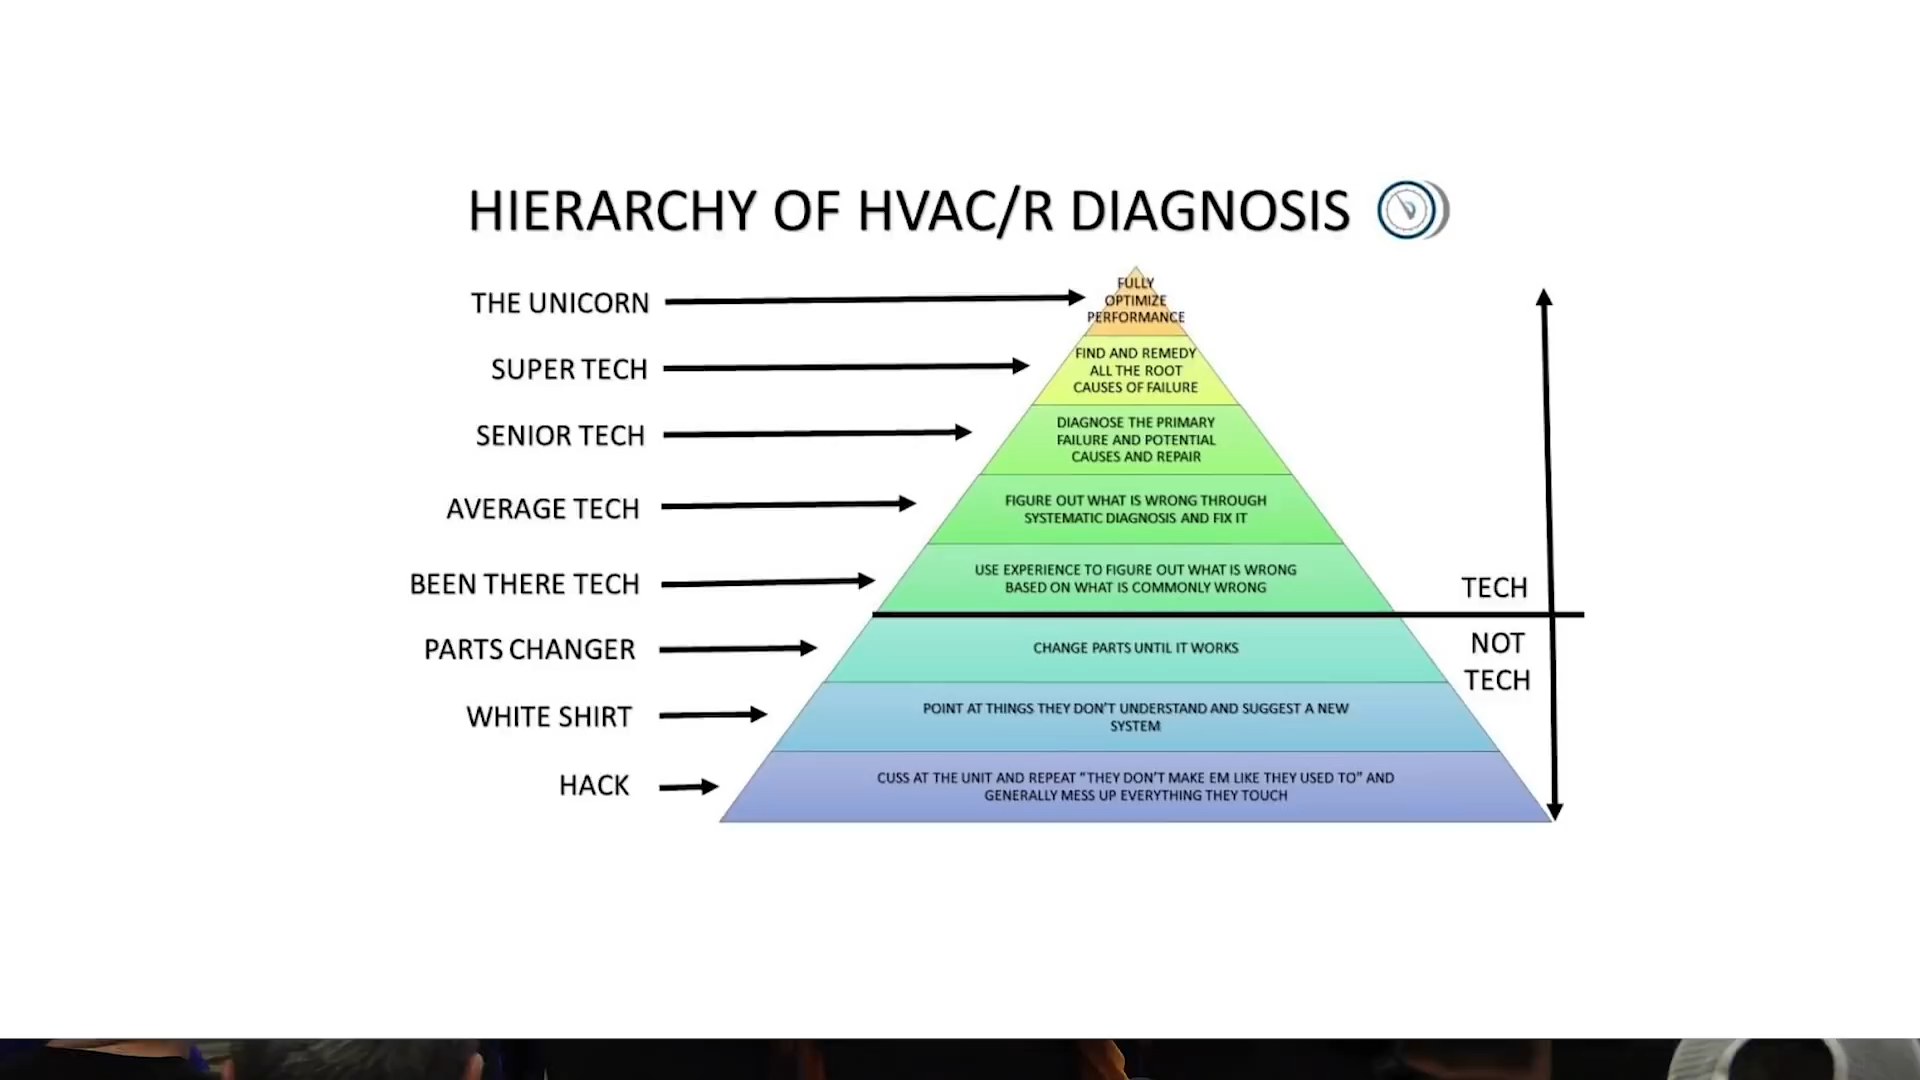 HIERARCHY OF HVAC/R DIAGNOSIS
THE UNICORN
FULLY
OPTIMIZE
PERFORMANCE
SUPER TECH
FIND AND REMEDY
ALL THE ROOT
CAUSES OF FAILURE
SENIOR TECH
DIAGNOSE THE PRIMARY
FAILURE AND POTENTIAL
CAUSES AND REPAIR
AVERAGE TECH
FIGURE OUT WHAT IS WRONG THROUGH
SYSTEMATIC DIAGNOSIS AND FIX IT
BEEN THERE TECH
USE EXPERIENCE TO FIGURE OUT WHAT IS WRONG
BASED ON WHAT IS COMMONLY WRONG
TECH
PARTS CHANGER
CHANGE PARTS UNTIL IT WORKS
NOT
TECH
WHITE SHIRT
POINT AT THINGS THEY DON'T UNDERSTAND AND SUGGEST A NEW
SYSTEM
HACK
CUSS AT THE UNIT AND REPEAT "THEY DON'T MAKE EM LIKE THEY USED TO" AND
GENERALLY MESS UP EVERYTHING THEY TOUCH